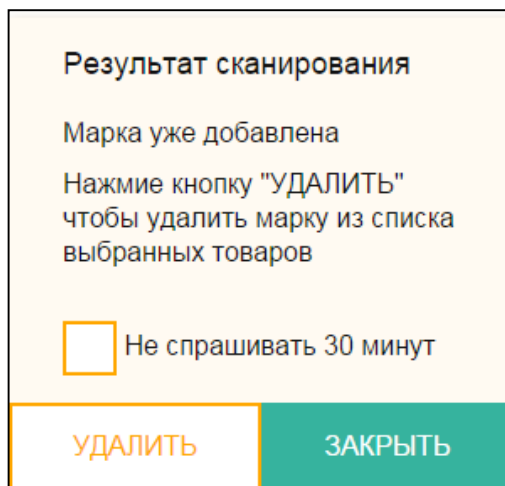 Результат сканирования
Марка уже добавлена
Нажмие кнопку "УДАЛИТЬ"
чтобы удалить марку из списка
выбранных товаров
Не спрашивать 30 минут
УДАЛИТЬ
ЗАКРЫТЬ